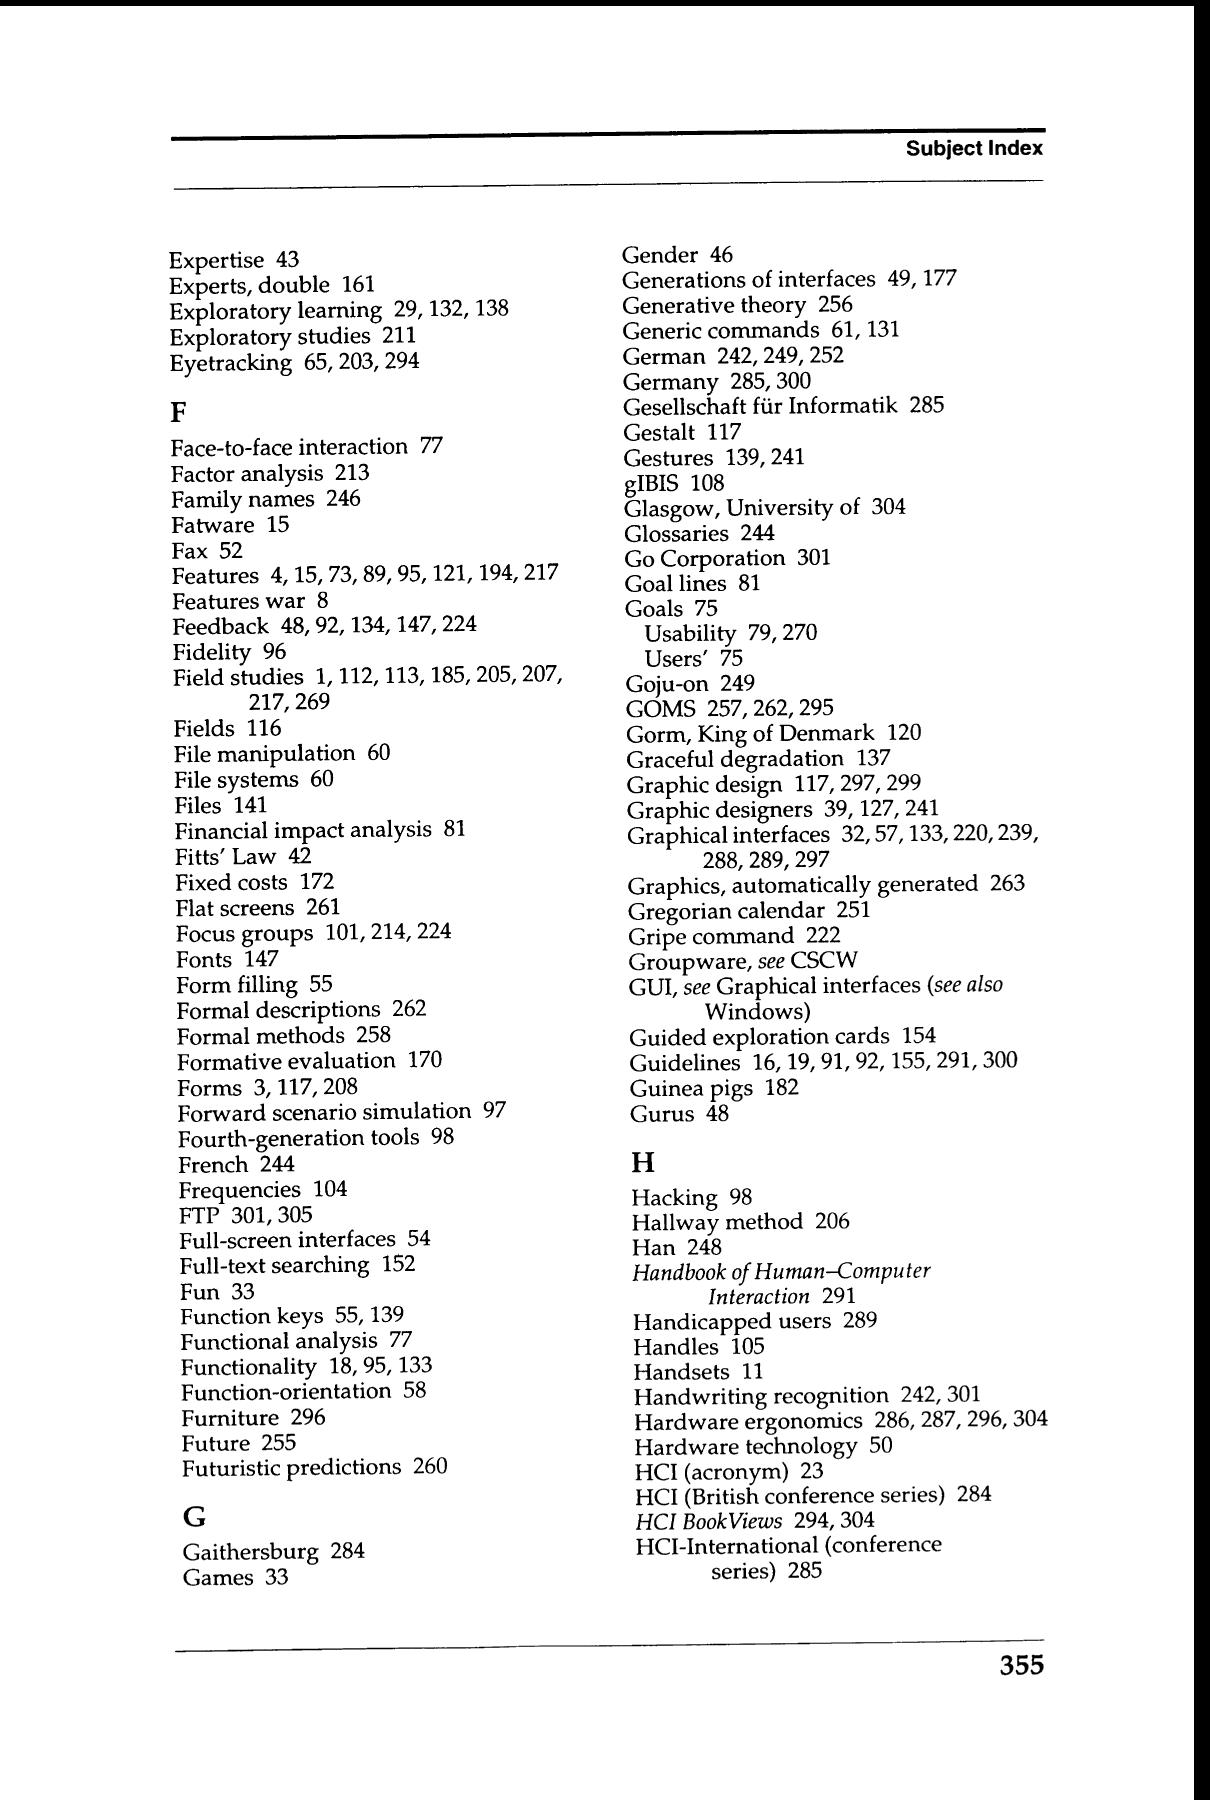 Subject Index
Expertise 43
Experts, double 161
Exploratory learning 29, 132, 138
Exploratory studies 211
Eyetracking 65, 203, 294
F
Face-to-face interaction 77
Factor analysis 213
Family names 246
Fatware 15
Fax 52
Features 4, 15, 73, 89, 95, 121, 194, 217
Features war 8
Feedback 48, 92, 134, 147, 224
Fidelity 96
Field studies 1, 112, 113, 185, 205, 207,
217, 269
Fields 116
File manipulation 60
File systems 60
Files 141
Financial impact analysis 81
Fitts' Law 42
Fixed costs 172
Flat screens 261
Focus groups 101, 214, 224
Fonts 147
Form filling 55
Formal descriptions 262
Formal methods 258
Formative evaluation 170
Forms 3, 117, 208
Forward scenario simulation 97
Fourth-generation tools 98
French 244
Frequencies 104
FTP 301, 305
Full-screen interfaces 54
Full-text searching 152
Fun 33
Function keys 55, 139
Functional analysis 77
Functionality 18, 95, 133
Function-orientation 58
Furniture 296
Future 255
Futuristic predictions 260
G
Gaithersburg 284
Games 33
Gender 46
Generations of interfaces 49, 177
Generative theory 256
Generic commands 61, 131
German 242, 249, 252
Germany 285, 300
Gesellschaft für Informatik 285
Gestalt 117
Gestures 139, 241
gIBIS 108
Glasgow, University of 304
Glossaries 244
Go Corporation 301
Goal lines 81
Goals 75
Usability 79, 270
Users' 75
Goju-on 249
GOMS 257, 262, 295
Gorm, King of Denmark 120
Graceful degradation 137
Graphic design 117, 297, 299
Graphic designers 39, 127, 241
Graphical interfaces 32, 57, 133, 220, 239,
288, 289, 297
Graphics, automatically generated 263
Gregorian calendar 251
Gripe command 222
Groupware, see CSCW
GUI, see Graphical interfaces (see also
Windows)
Guided exploration cards 154
Guidelines 16, 19, 91, 92, 155, 291, 300
Guinea pigs 182
Gurus 48
H
Hacking 98
Hallway method 206
Han 248
Handbook of Human–Computer
Interaction 291
Handicapped users 289
Handles 105
Handsets 11
Handwriting recognition 242, 301
Hardware ergonomics 286, 287, 296, 304
Hardware technology 50
HCI (acronym) 23
HCI (British conference series) 284
HCI BookViews 294, 304
HCI-International (conference
series) 285
355